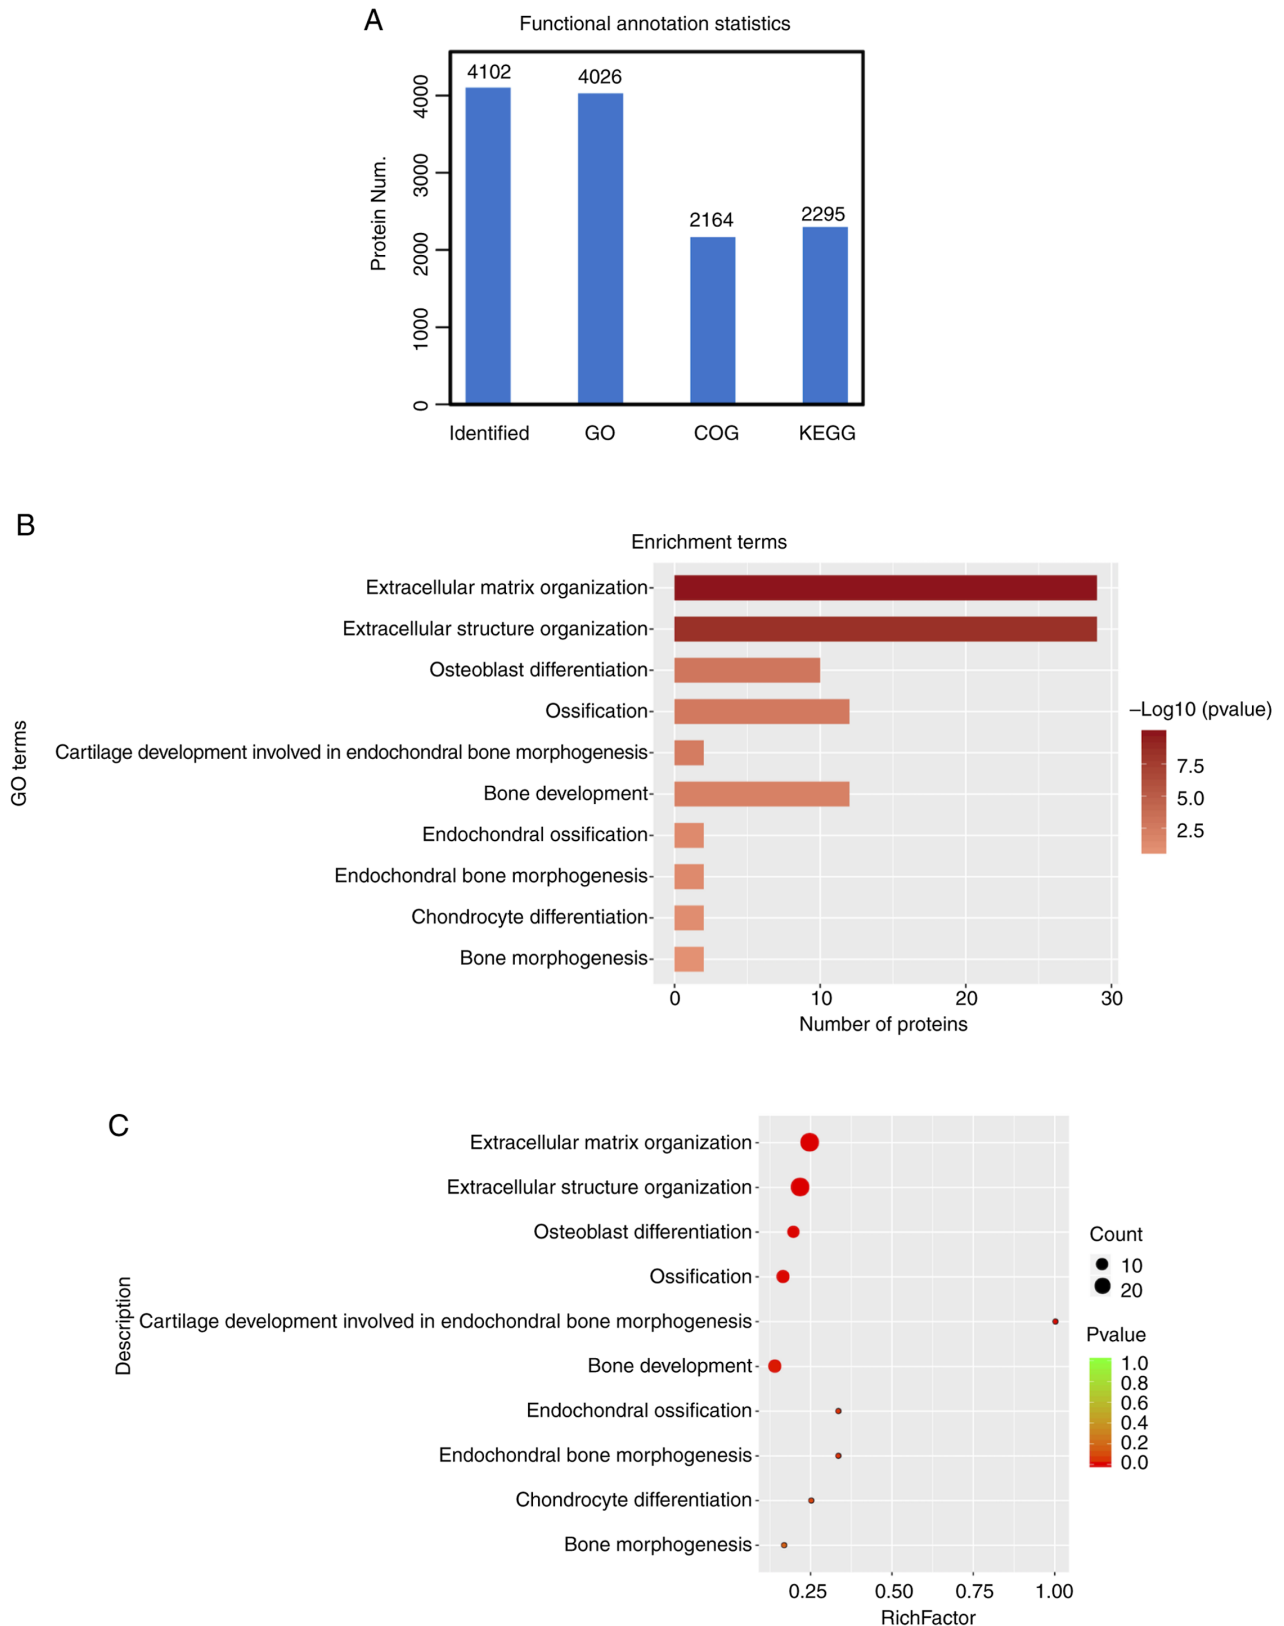 A
Functional annotation statistics
Protein Num.
4000
3000
2000
1000
0
4102
4026
2164
2295
Identified
GO
COG
KEGG
B
Enrichment terms
GO terms
Extracellular matrix organization
Extracellular structure organization
Osteoblast differentiation
Ossification
Cartilage development involved in endochondral bone morphogenesis
Bone development
Endochondral ossification
Endochondral bone morphogenesis
Chondrocyte differentiation
Bone morphogenesis
0
10
20
30
Number of proteins
–Log10 (pvalue)
7.5
5.0
2.5
C
Description
Extracellular matrix organization
Extracellular structure organization
Osteoblast differentiation
Ossification
Cartilage development involved in endochondral bone morphogenesis
Bone development
Endochondral ossification
Endochondral bone morphogenesis
Chondrocyte differentiation
Bone morphogenesis
0.25
0.50
0.75
1.00
RichFactor
Count
10
20
Pvalue
1.0
0.8
0.6
0.4
0.2
0.0